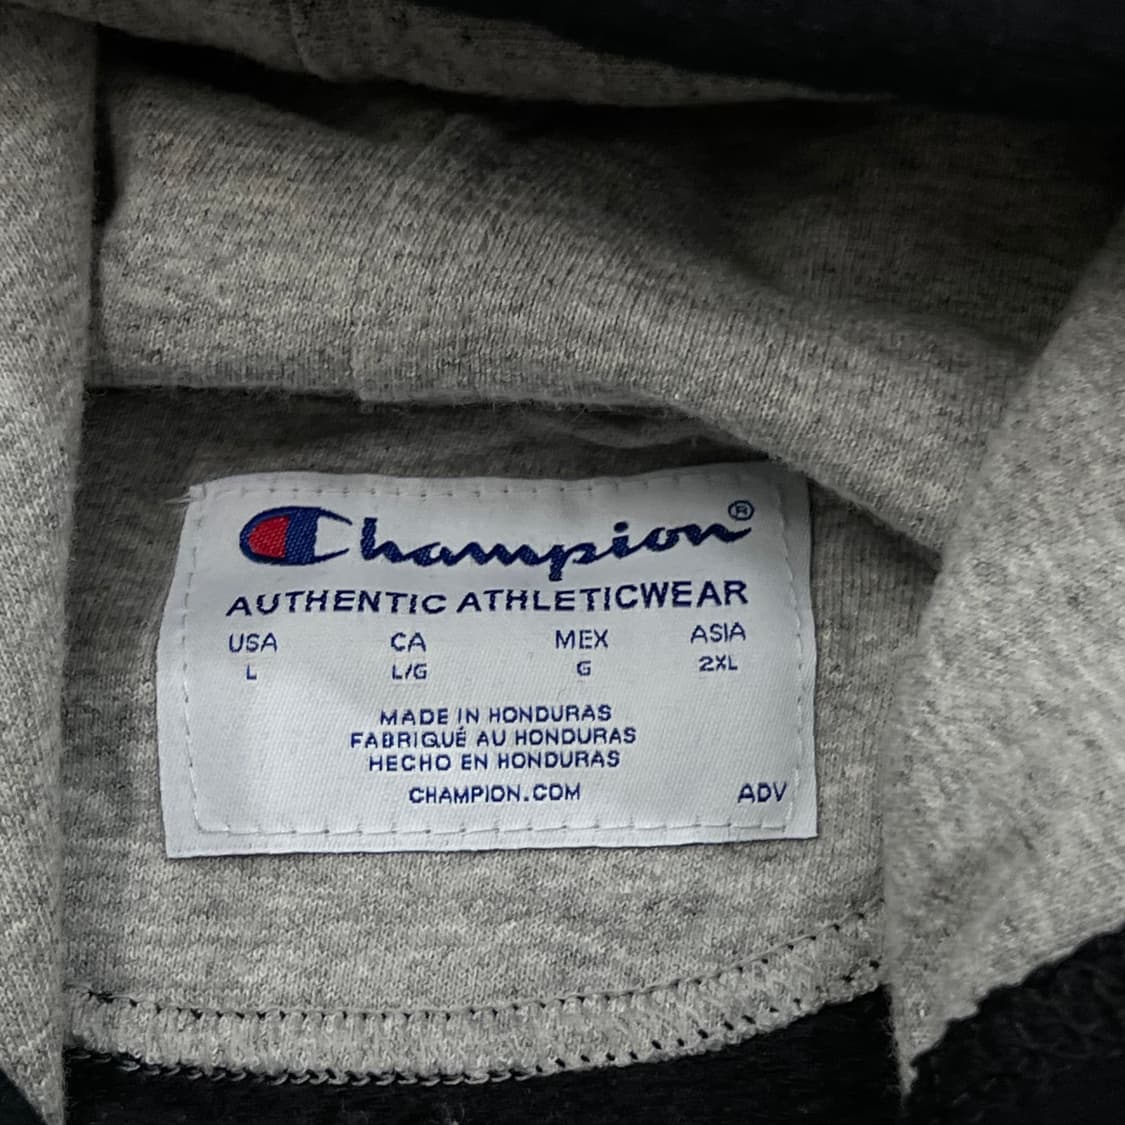 Champion®
AUTHENTIC ATHLETICWEAR
USA CA MEX ASIA
L L/G G 2XL
MADE IN HONDURAS
FABRIQUÉ AU HONDURAS
HECHO EN HONDURAS
CHAMPION.COM ADV